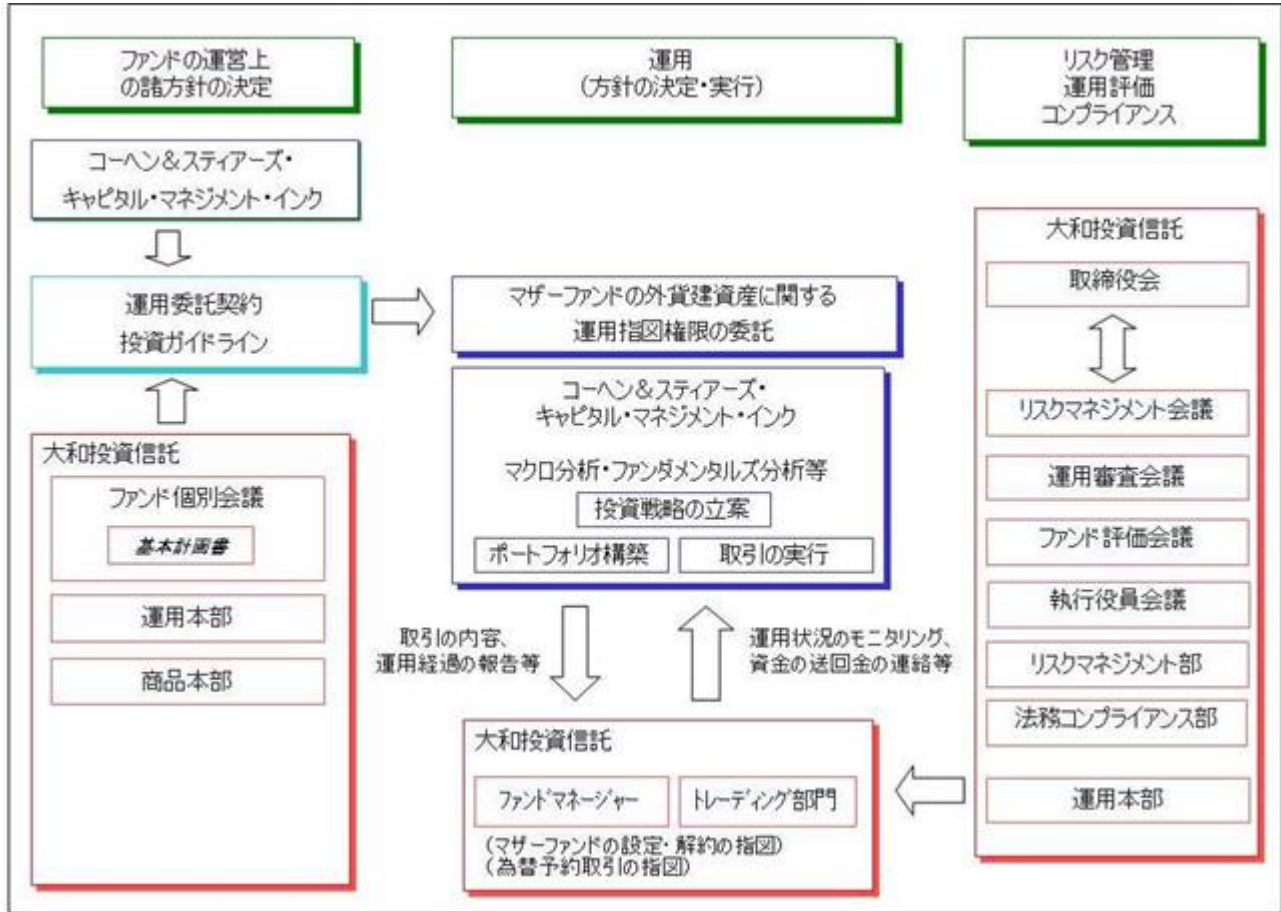 ファンドの運営上
の諸方針の決定
運用
(方針の決定・実行)
リスク管理
運用評価
コンプライアンス
コーヘン&スティアーズ・
キャピタル・マネジメント・インク
運用委託契約
投資ガイドライン
大和投資信託
ファンド個別会議
基本計画書
運用本部
商品本部
マザーファンドの外貨建資産に関する
運用指図権限の委託
コーヘン&スティアーズ・
キャピタル・マネジメント・インク
マクロ分析・ファンダメンタルズ分析等
投資戦略の立案
ポートフォリオ構築
取引の実行
取引の内容、
運用経過の報告等
運用状況のモニタリング、
資金の送回金の連絡等
大和投資信託
ファンドマネージャー
トレーディング部門
(マザーファンドの設定・解約の指図)
(為替予約取引の指図)
大和投資信託
取締役会
リスクマネジメント会議
運用審査会議
ファンド評価会議
執行役員会議
リスクマネジメント部
法務コンプライアンス部
運用本部